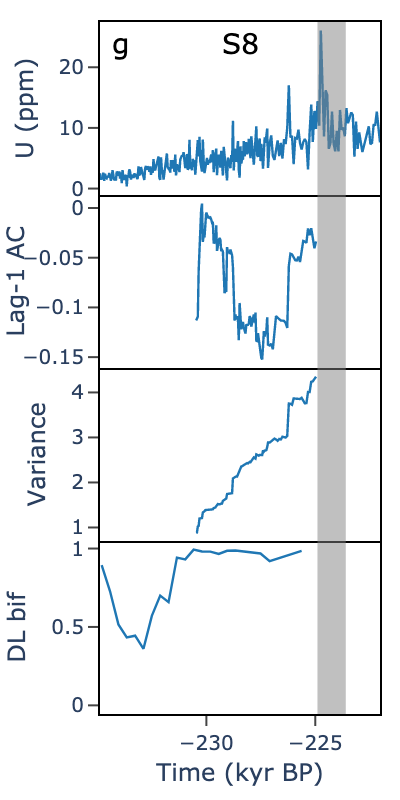 g S8
U (ppm)
20
10
0
Lag-1 AC
0
−0.05
−0.1
−0.15
Variance
4
3
2
1
DL bif
1
0.5
0
−230 −225
Time (kyr BP)